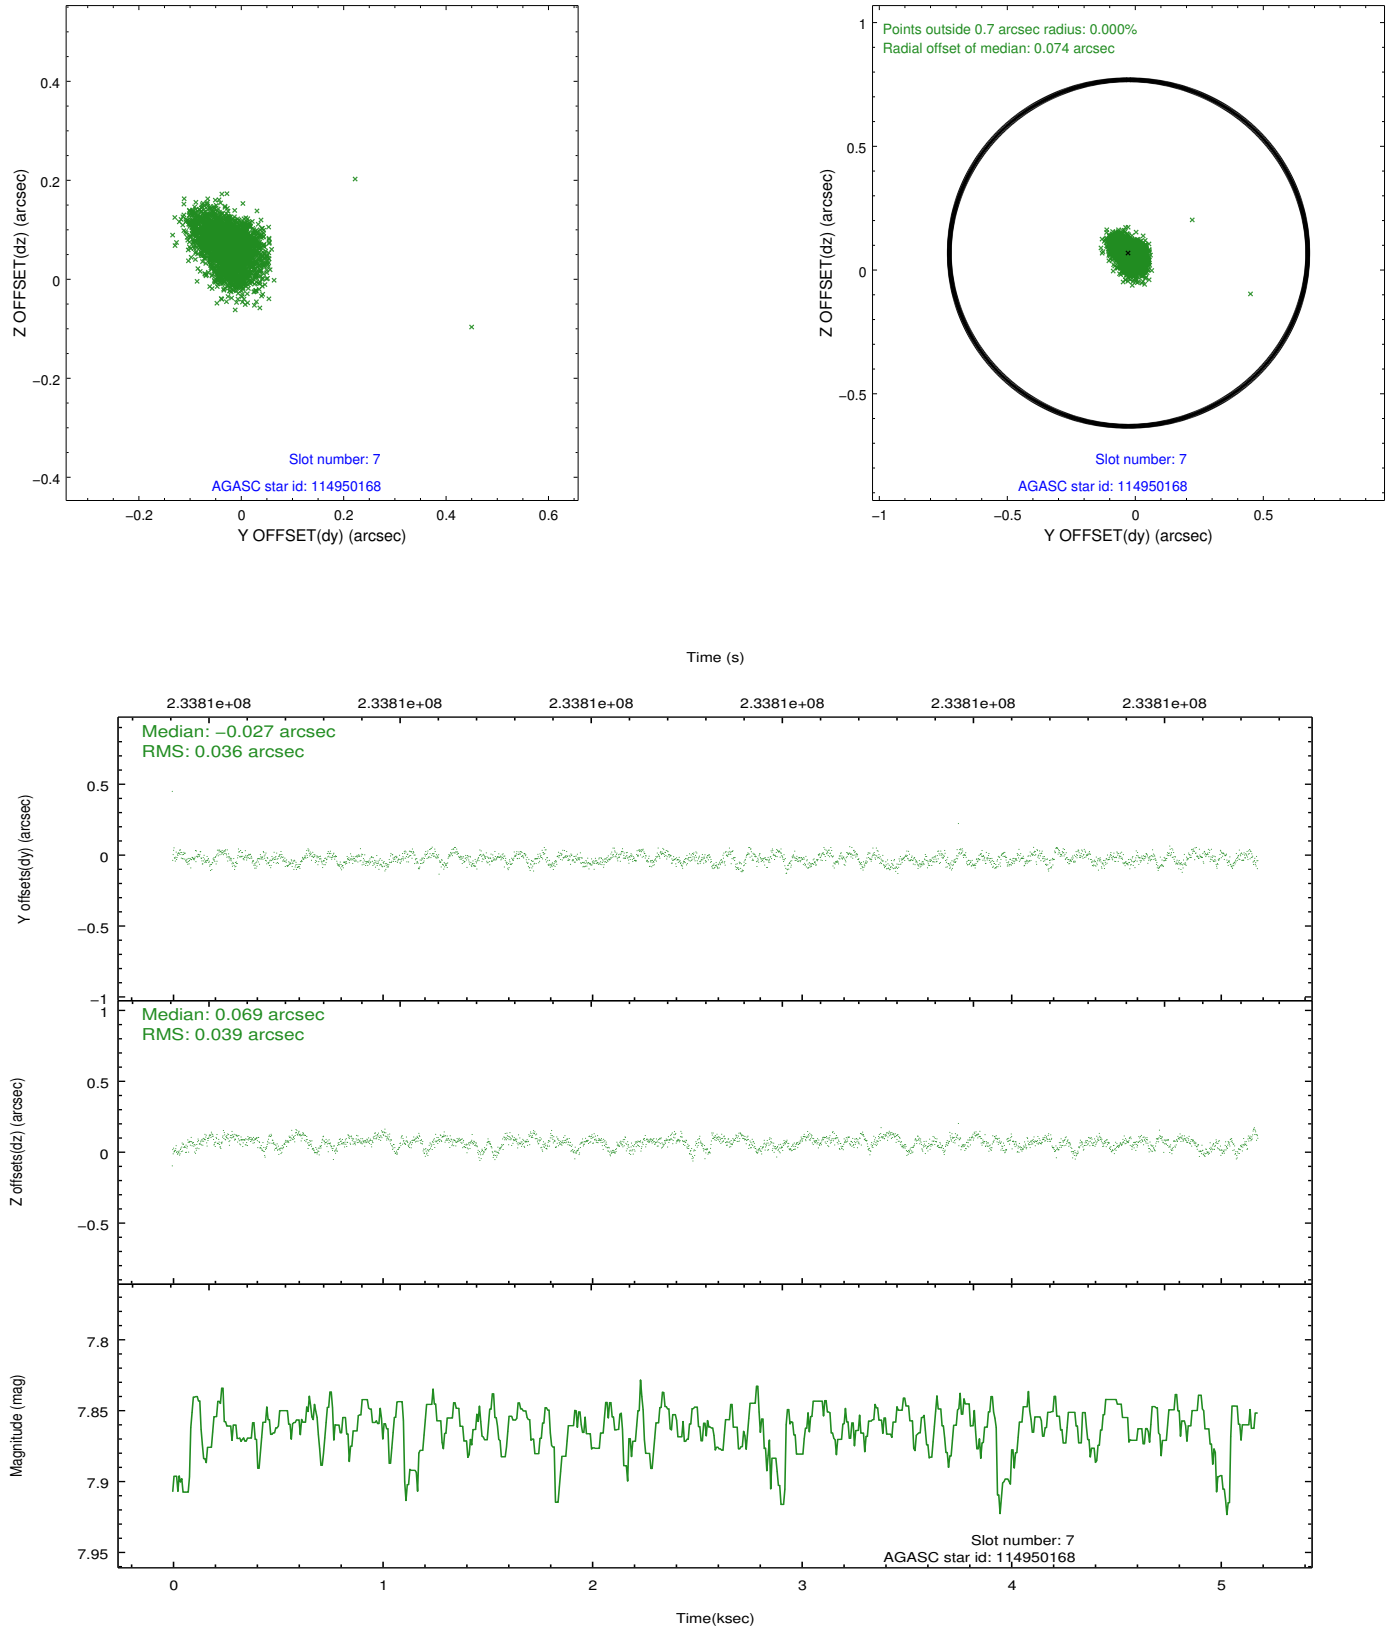 0.4
0.2
0
−0.2
−0.4
Z OFFSET(dz) (arcsec)
Slot number: 7
AGASC star id: 114950168
−0.2 0 0.2 0.4 0.6
Y OFFSET(dy) (arcsec)
Points outside 0.7 arcsec radius: 0.000%
Radial offset of median: 0.074 arcsec
1
0.5
0
−0.5
Z OFFSET(dz) (arcsec)
Slot number: 7
AGASC star id: 114950168
−1 −0.5 0 0.5
Y OFFSET(dy) (arcsec)
Time (s)
2.3381e+08 2.3381e+08 2.3381e+08 2.3381e+08 2.3381e+08 2.3381e+08
Median: −0.027 arcsec
RMS: 0.036 arcsec
0.5
0
−0.5
−1
Y offsets(dy) (arcsec)
Median: 0.069 arcsec
RMS: 0.039 arcsec
1
0.5
0
−0.5
Z offsets(dz) (arcsec)
7.8
7.85
7.9
7.95
Magnitude (mag)
Slot number: 7
AGASC star id: 114950168
0 1 2 3 4 5
Time(ksec)